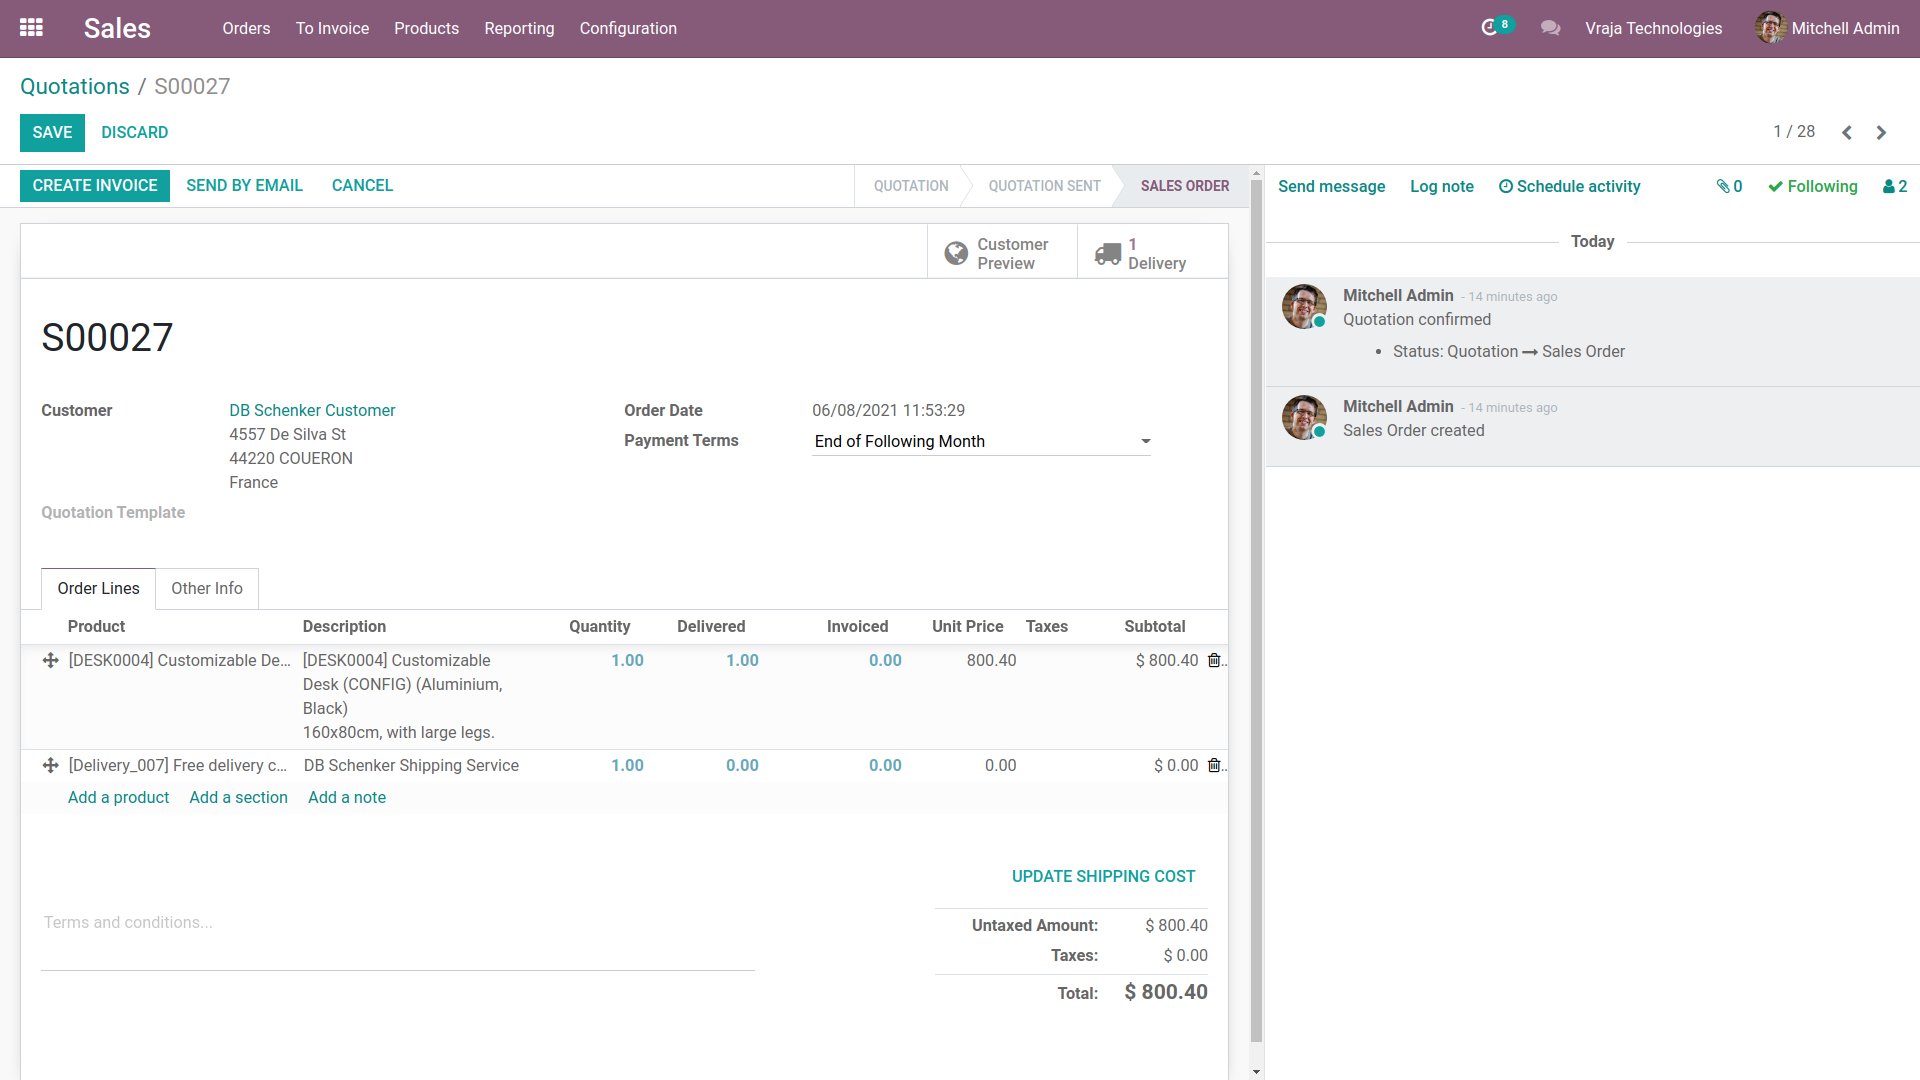 Sales
Orders To Invoice Products Reporting Configuration
8
Vraja Technologies Mitchell Admin
Quotations / S00027
SAVE DISCARD
1 / 28
CREATE INVOICE SEND BY EMAIL CANCEL
QUOTATION QUOTATION SENT SALES ORDER
Send message Log note Schedule activity 0 Following 2
Customer Preview
1 Delivery
Today
Mitchell Admin - 14 minutes ago
Quotation confirmed
• Status: Quotation → Sales Order
Mitchell Admin - 14 minutes ago
Sales Order created
S00027
Customer DB Schenker Customer
4557 De Silva St
44220 COUERON
France
Order Date 06/08/2021 11:53:29
Payment Terms End of Following Month
Quotation Template
Order Lines Other Info
Product Description Quantity Delivered Invoiced Unit Price Taxes Subtotal
[DESK0004] Customizable De... [DESK0004] Customizable 1.00 1.00 0.00 800.40 $ 800.40
Desk (CONFIG) (Aluminium,
Black)
160x80cm, with large legs.
[Delivery_007] Free delivery c... DB Schenker Shipping Service 1.00 0.00 0.00 0.00 $ 0.00
Add a product Add a section Add a note
UPDATE SHIPPING COST
Terms and conditions...
Untaxed Amount: $ 800.40
Taxes: $ 0.00
Total: $ 800.40